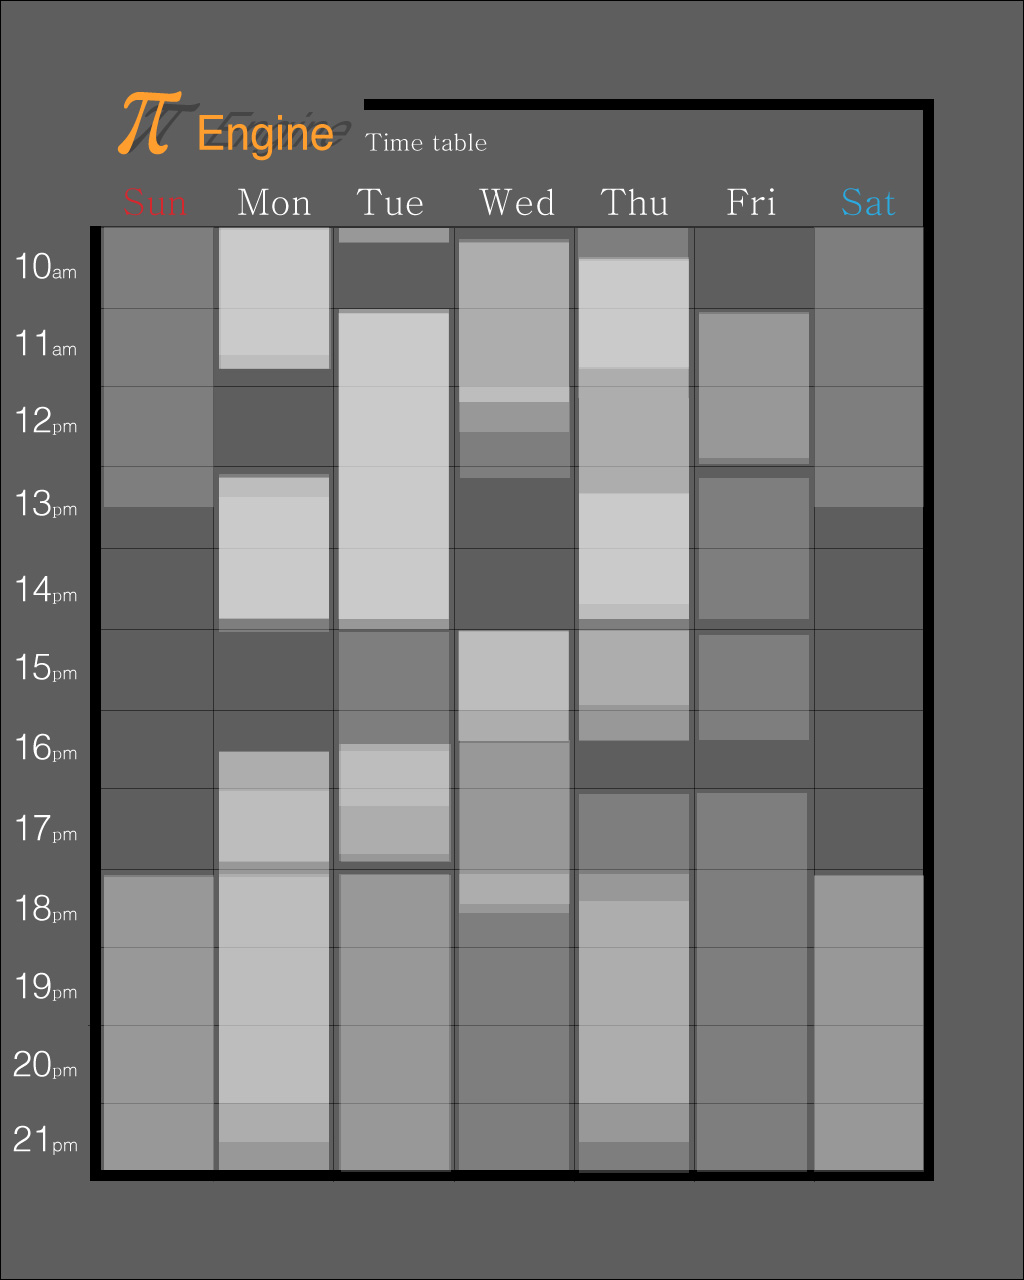 π Engine Time table
Sun Mon Tue Wed Thu Fri Sat
10am
11am
12pm
13pm
14pm
15pm
16pm
17pm
18pm
19pm
20pm
21pm